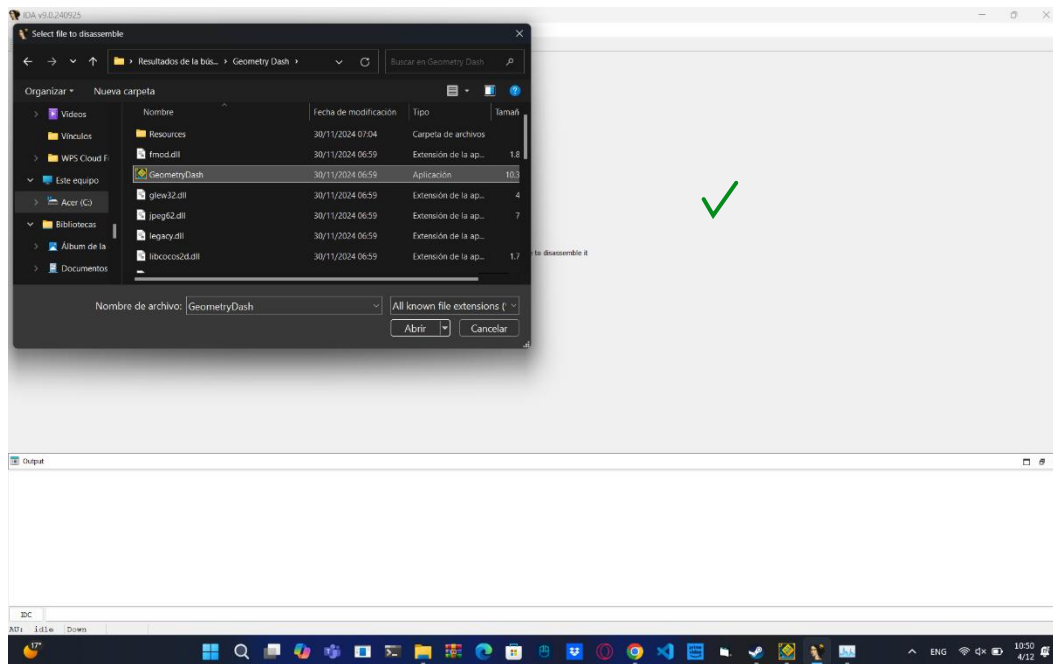 IDA v9.0.240925
Select file to disassemble
Resultados de la bús... › Geometry Dash ›
Buscar en Geometry Dash
Organizar
Nueva carpeta
Nombre
Fecha de modificación
Tipo
Tamañ
Videos
Vínculos
WPS Cloud Fi
Este equipo
Acer (C:)
Bibliotecas
Álbum de la
Documentos
Resources 30/11/2024 07:04 Carpeta de archivos
fmod.dll 30/11/2024 06:59 Extensión de la ap... 1.8
GeometryDash 30/11/2024 06:59 Aplicación 10.3
glew32.dll 30/11/2024 06:59 Extensión de la ap... 4
jpeg62.dll 30/11/2024 06:59 Extensión de la ap... 7
legacy.dll 30/11/2024 06:59 Extensión de la ap...
libcocos2d.dll 30/11/2024 06:59 Extensión de la ap... 1.7
to disassemble it
Nombre de archivo: GeometryDash
All known file extensions (
Abrir
Cancelar
Output
IDC
AU: idle Down
17°
ENG
10:50
4/12